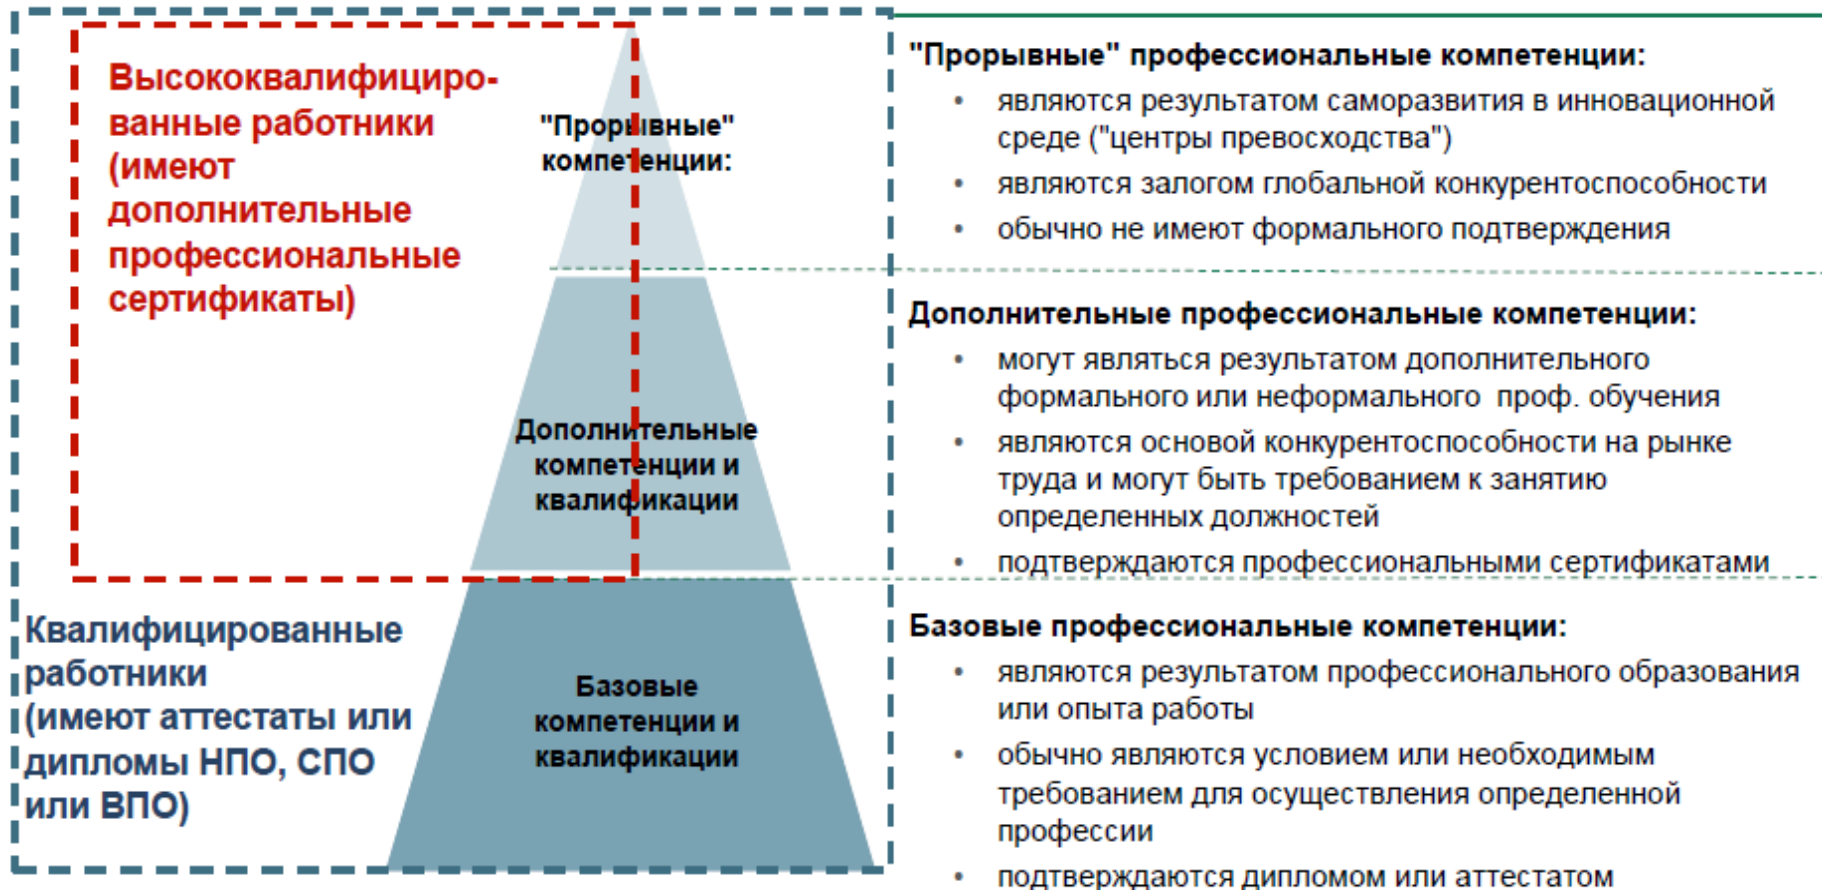 Высококвалифициро-
ванные работники
(имеют
дополнительные
профессиональные
сертификаты)
Квалифицированные
работники
(имеют аттестаты или
дипломы НПО, СПО
или ВПО)
"Прорывные"
компетенции:
Дополнительные
компетенции и
квалификации
Базовые
компетенции и
квалификации
"Прорывные" профессиональные компетенции:
• являются результатом саморазвития в инновационной
среде ("центры превосходства")
• являются залогом глобальной конкурентоспособности
• обычно не имеют формального подтверждения
Дополнительные профессиональные компетенции:
• могут являться результатом дополнительного
формального или неформального проф. обучения
• являются основой конкурентоспособности на рынке
труда и могут быть требованием к занятию
определенных должностей
• подтверждаются профессиональными сертификатами
Базовые профессиональные компетенции:
• являются результатом профессионального образования
или опыта работы
• обычно являются условием или необходимым
требованием для осуществления определенной
профессии
• подтверждаются дипломом или аттестатом